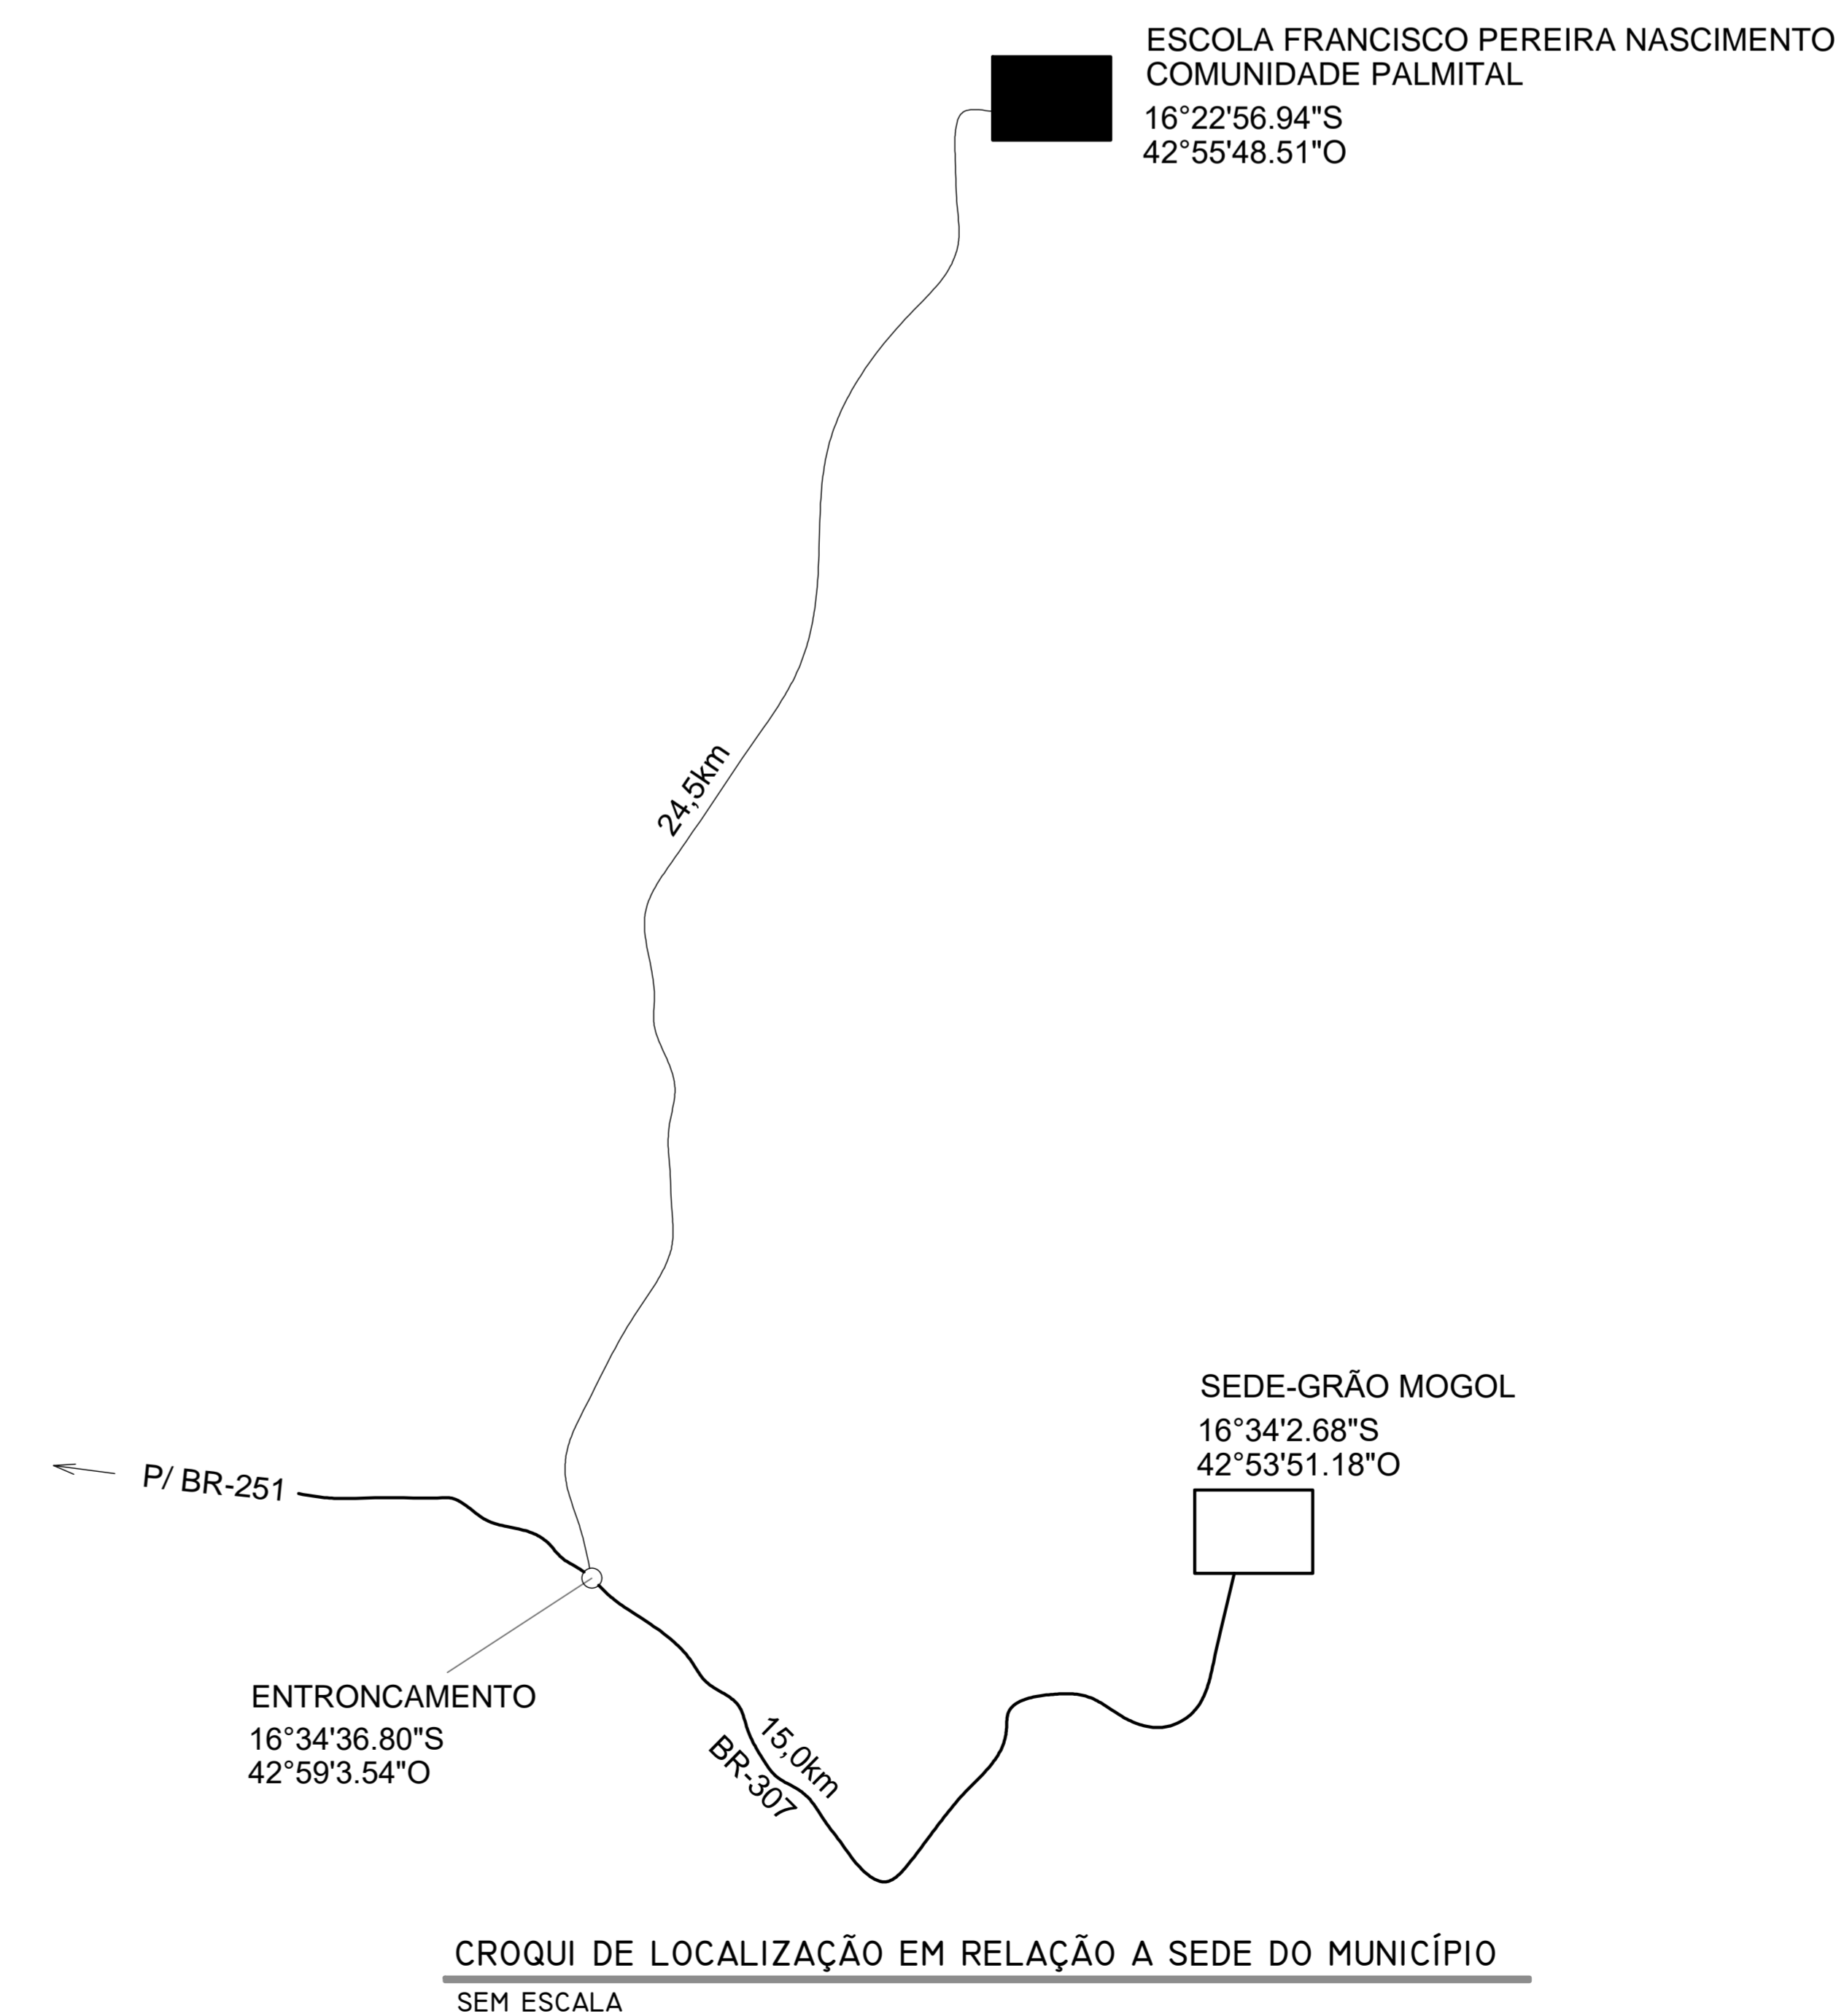 ESCOLA FRANCISCO PEREIRA NASCIMENTO
COMUNIDADE PALMITAL
16°22'56.94"S
42°55'48.51"O
24,5km
SEDE-GRÃO MOGOL
16°34'2.68"S
42°53'51.18"O
P/ BR-251
ENTRONCAMENTO
16°34'36.80"S
42°59'3.54"O
15,0km
BR-307
CROQUI DE LOCALIZAÇÃO EM RELAÇÃO A SEDE DO MUNICÍPIO
SEM ESCALA